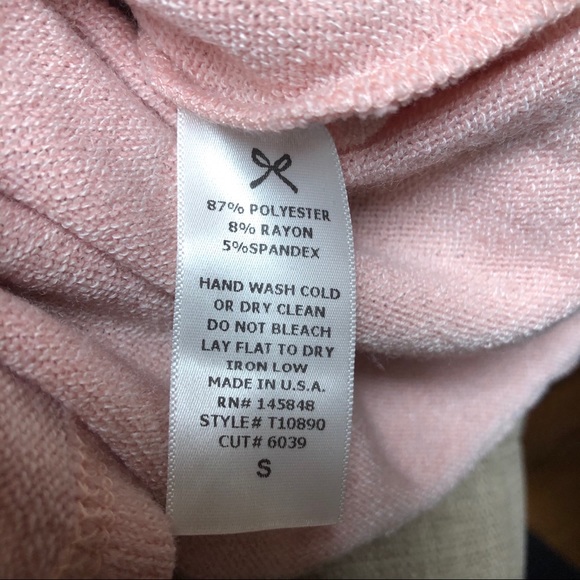 87% POLYESTER
8% RAYON
5%SPANDEX
HAND WASH COLD
OR DRY CLEAN
DO NOT BLEACH
LAY FLAT TO DRY
IRON LOW
MADE IN U.S.A.
RN# 145848
STYLE# T10890
CUT# 6039
S